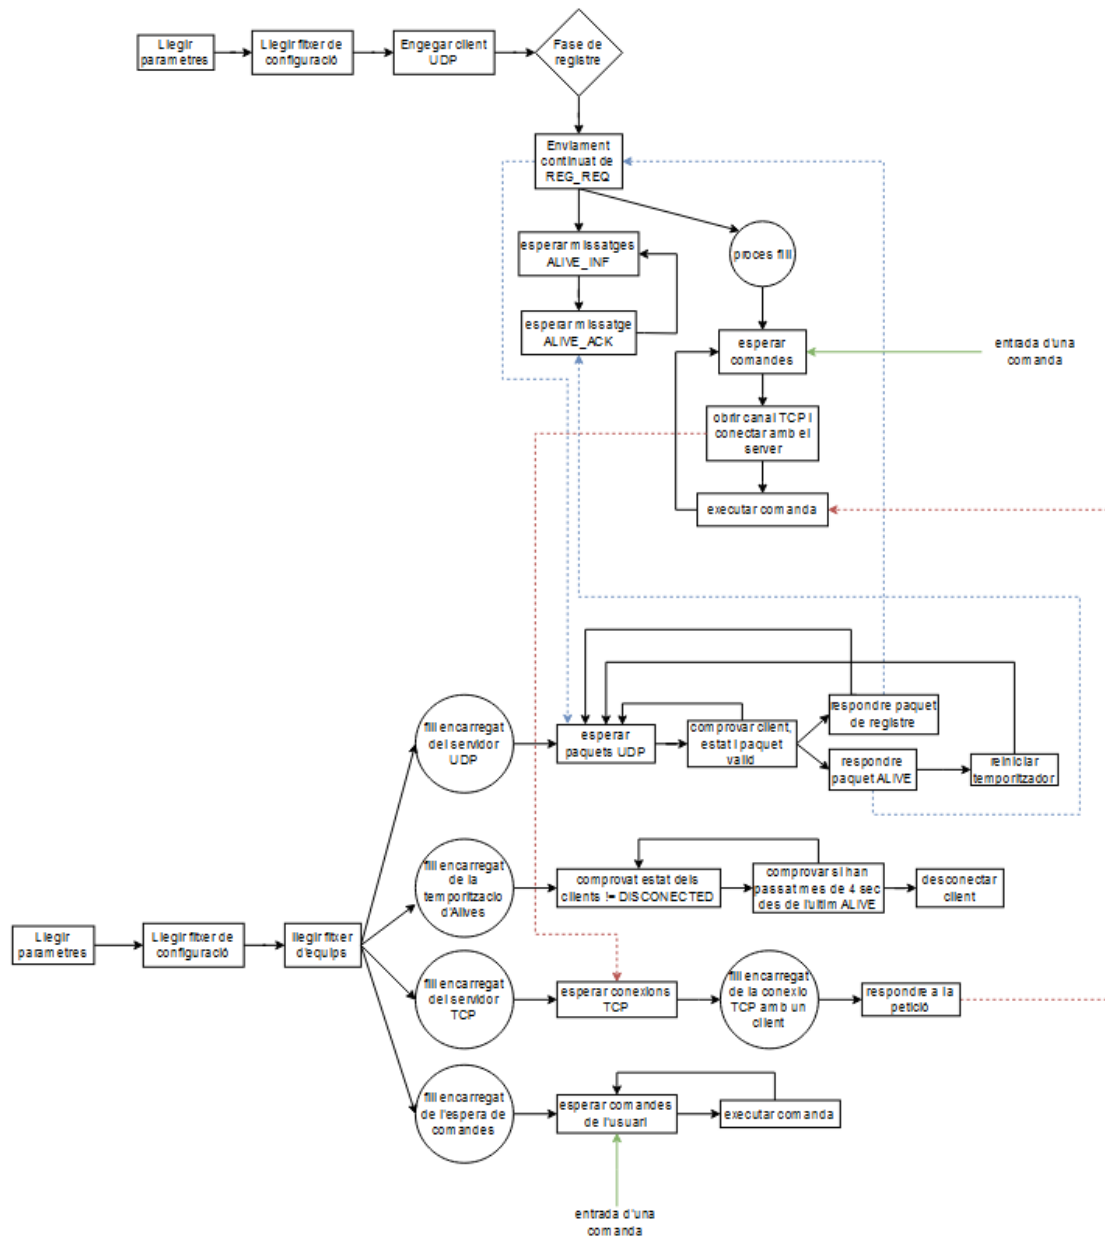 Llegir
parametres
Llegir fitxer de
configuració
Engegar client
UDP
Fase de
registre
Enviament
continuat de
REG_REQ
esperar missatges
ALIVE_INF
proces fill
esperar missatge
ALIVE_ACK
esperar
comandes
entrada d'una
comanda
obrir canal TCP i
conectar amb el
server
executar comanda
fill encarregat
del servidor
UDP
esperar
paquets UDP
comprovar client,
estat i paquet
valid
respondre paquet
de registre
respondre
paquet ALIVE
reiniciar
temporitzador
fill encarregat
de la
temporització
d'Alives
comprovat estat dels
clients != DISCONECTED
comprovar si han
passat mes de 4 sec
des de l'ultim ALIVE
desconectar
client
Llegir
parametres
Llegir fitxer de
configuració
llegir fitxer
d'equips
fill encarregat
del servidor
TCP
esperar conexions
TCP
fill encarregat
de la conexio
TCP amb un
client
respondre a la
petició
fill encarregat
de l'espera de
comandes
esperar comandes
de l'usuari
executar comanda
entrada d'una
comanda